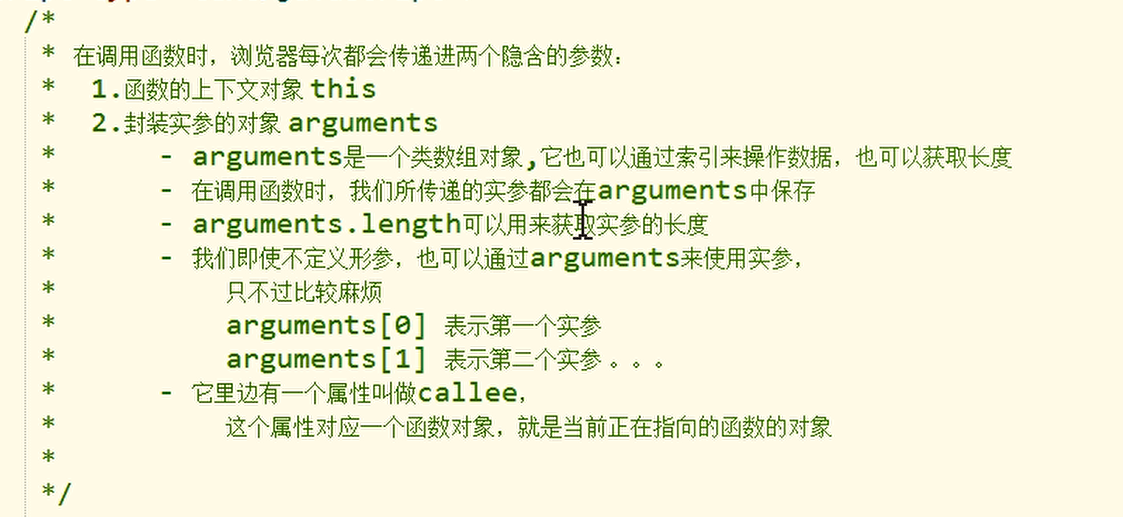 /*
* 在调用函数时，浏览器每次都会传递进两个隐含的参数：
* 1.函数的上下文对象 this
* 2.封装实参的对象 arguments
* - arguments是一个类数组对象,它也可以通过索引来操作数据，也可以获取长度
* - 在调用函数时，我们所传递的实参都会在arguments中保存
* - arguments.length可以用来获取实参的长度
* - 我们即使不定义形参，也可以通过arguments来使用实参，
* 只不过比较麻烦
* arguments[0] 表示第一个实参
* arguments[1] 表示第二个实参 。。。
* - 它里边有一个属性叫做callee，
* 这个属性对应一个函数对象，就是当前正在指向的函数的对象
*
*/